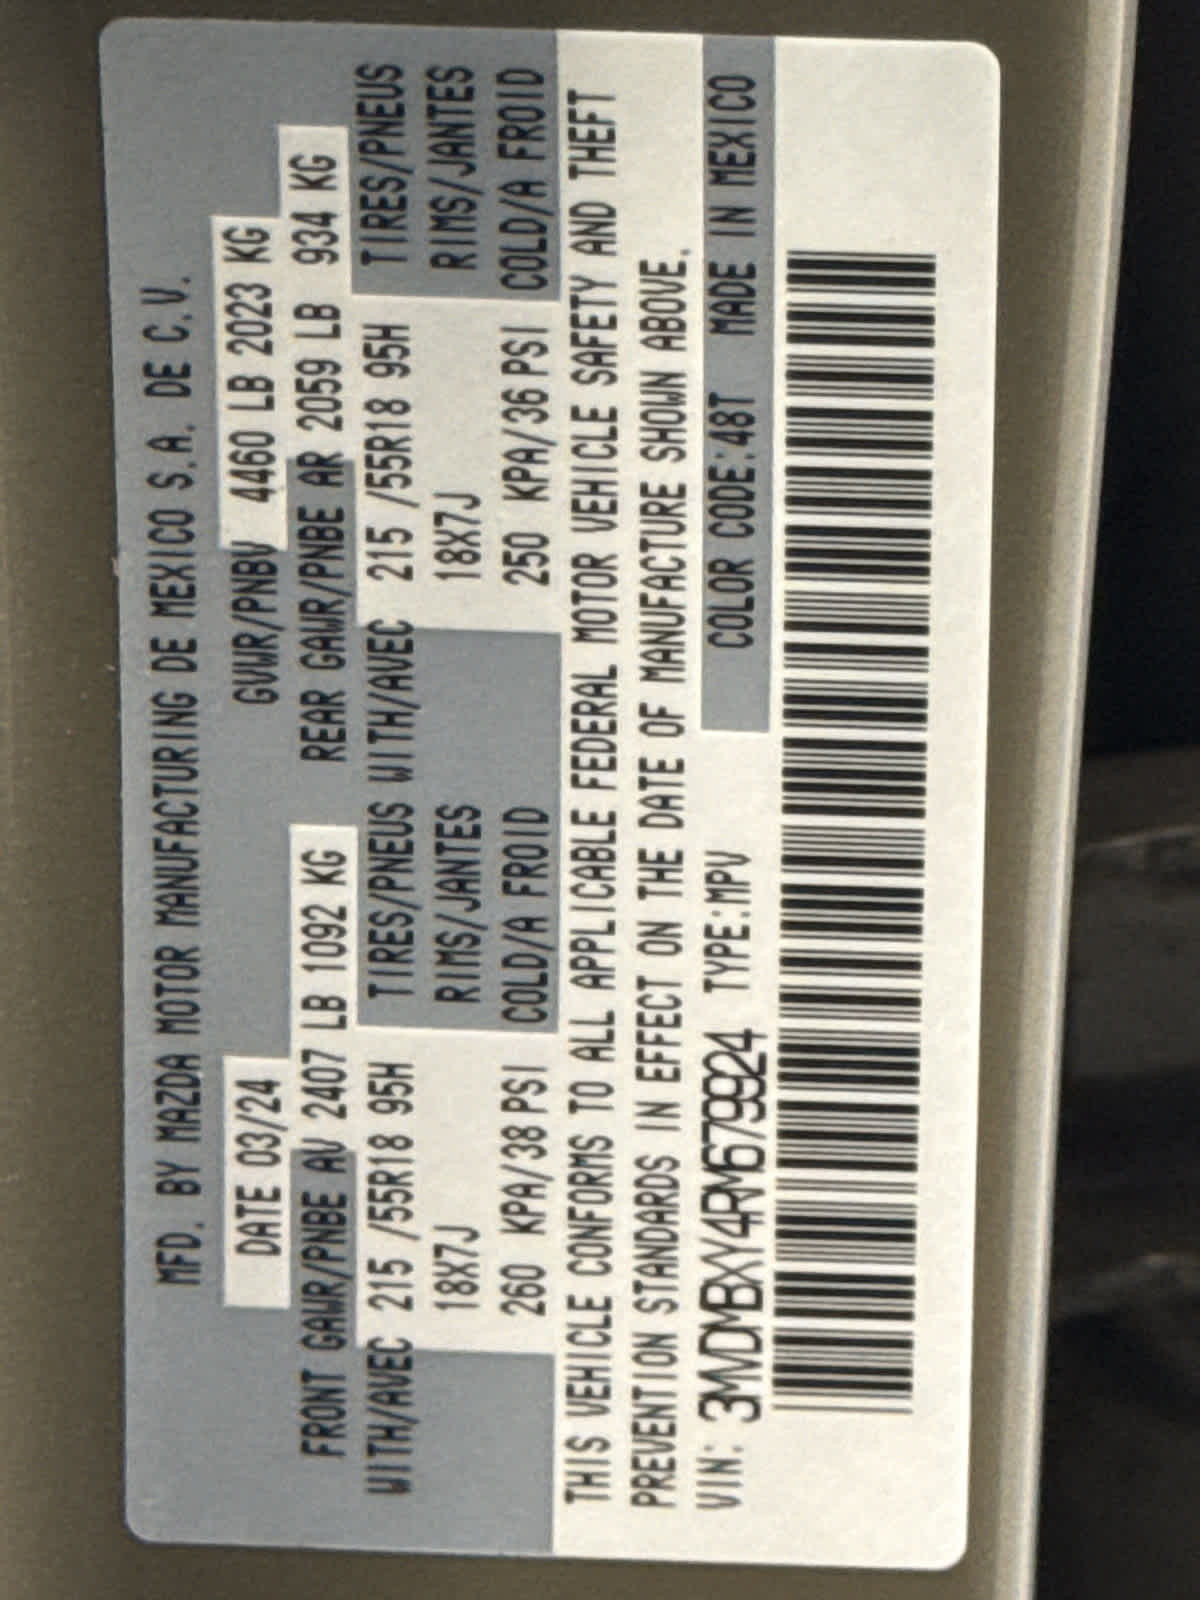 MFD. BY MAZDA MOTOR MANUFACTURING DE MEXICO S.A. DE C.V.
DATE 03/24 GVWR/PNBV 4460 LB 2023 KG
FRONT GAWR/PNBE AV 2407 LB 1092 KG REAR GAWR/PNBE AR 2059 LB 934 KG
WITH/AVEC 215 /55R18 95H TIRES/PNEUS WITH/AVEC 215 /55R18 95H TIRES/PNEUS
18X7J RIMS/JANTES 18X7J RIMS/JANTES
260 KPA/38 PSI COLD/A FROID 250 KPA/36 PSI COLD/A FROID
THIS VEHICLE CONFORMS TO ALL APPLICABLE FEDERAL MOTOR VEHICLE SAFETY AND THEFT
PREVENTION STANDARDS IN EFFECT ON THE DATE OF MANUFACTURE SHOWN ABOVE.
VIN: 3MVDMBXY4RM679924 TYPE:MPV COLOR CODE:48T MADE IN MEXICO